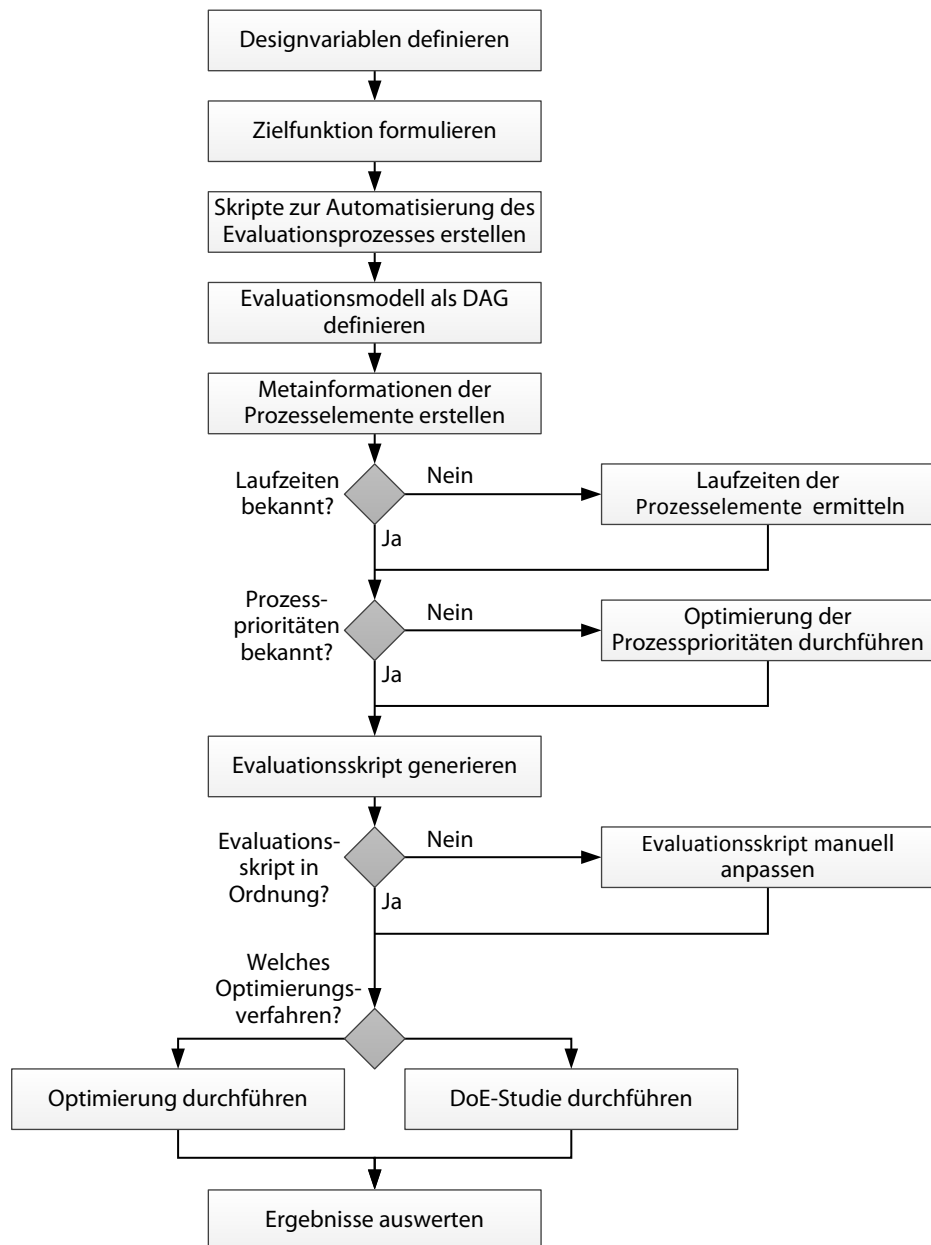 Designvariablen definieren
Zielfunktion formulieren
Skripte zur Automatisierung des
Evaluationsprozesses erstellen
Evaluationsmodell als DAG
definieren
Metainformationen der
Prozesselemente erstellen
Laufzeiten
bekannt?
Nein
Laufzeiten der
Prozesselemente ermitteln
Ja
Prozess-
prioritäten
bekannt?
Nein
Optimierung der
Prozessprioritäten durchführen
Ja
Evaluationsskript generieren
Evaluations-
skript in
Ordnung?
Nein
Evaluationsskript manuell
anpassen
Ja
Welches
Optimierungs-
verfahren?
Optimierung durchführen
DoE-Studie durchführen
Ergebnisse auswerten